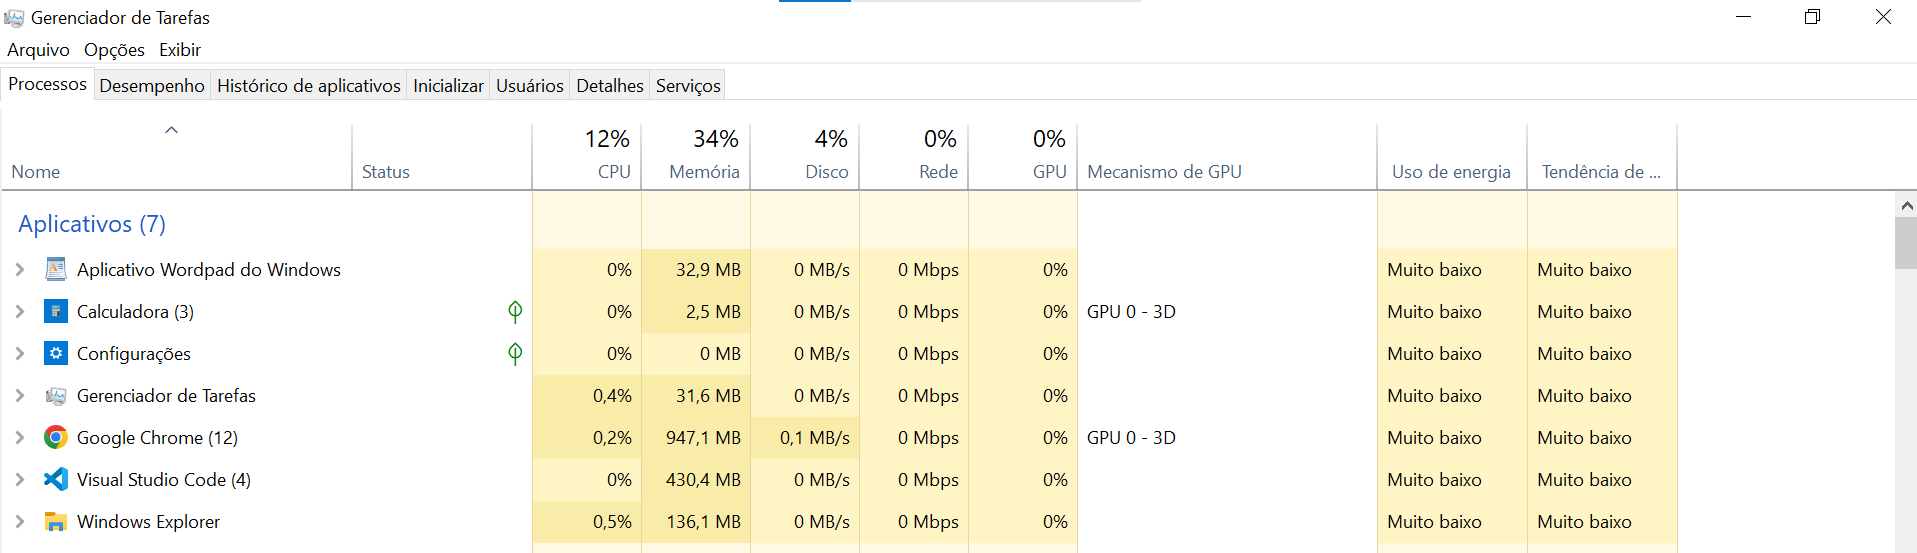 Gerenciador de Tarefas
Arquivo Opções Exibir
Processos Desempenho Histórico de aplicativos Inicializar Usuários Detalhes Serviços
12% 34% 4% 0% 0%
Nome Status CPU Memória Disco Rede GPU Mecanismo de GPU Uso de energia Tendência de ...
Aplicativos (7)
Aplicativo Wordpad do Windows 0% 32,9 MB 0 MB/s 0 Mbps 0% Muito baixo Muito baixo
Calculadora (3) 0% 2,5 MB 0 MB/s 0 Mbps 0% GPU 0 - 3D Muito baixo Muito baixo
Configurações 0% 0 MB 0 MB/s 0 Mbps 0% Muito baixo Muito baixo
Gerenciador de Tarefas 0,4% 31,6 MB 0 MB/s 0 Mbps 0% Muito baixo Muito baixo
Google Chrome (12) 0,2% 947,1 MB 0,1 MB/s 0 Mbps 0% GPU 0 - 3D Muito baixo Muito baixo
Visual Studio Code (4) 0% 430,4 MB 0 MB/s 0 Mbps 0% Muito baixo Muito baixo
Windows Explorer 0,5% 136,1 MB 0 MB/s 0 Mbps 0% Muito baixo Muito baixo